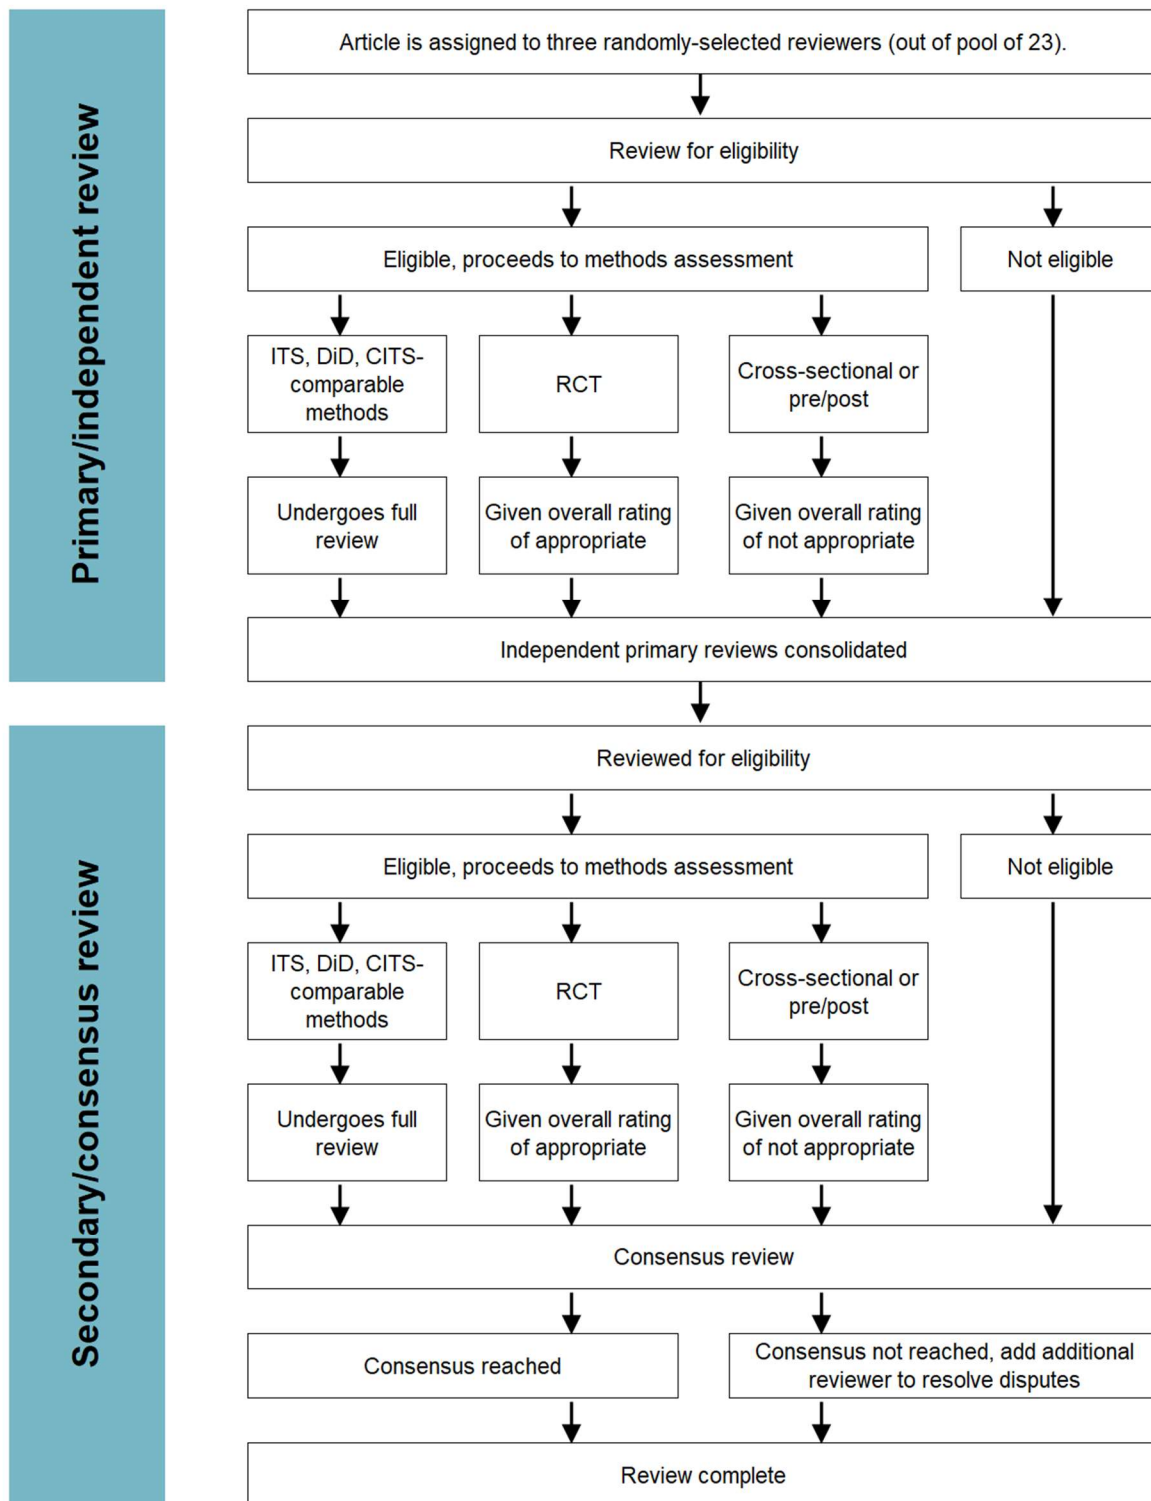 Primary/independent review
Article is assigned to three randomly-selected reviewers (out of pool of 23).
Review for eligibility
Eligible, proceeds to methods assessment
Not eligible
ITS, DiD, CITS-
comparable
methods
RCT
Cross-sectional or
pre/post
Undergoes full
review
Given overall rating
of appropriate
Given overall rating
of not appropriate
Independent primary reviews consolidated
Secondary/consensus review
Reviewed for eligibility
Eligible, proceeds to methods assessment
Not eligible
ITS, DiD, CITS-
comparable
methods
RCT
Cross-sectional or
pre/post
Undergoes full
review
Given overall rating
of appropriate
Given overall rating
of not appropriate
Consensus review
Consensus reached
Consensus not reached, add additional
reviewer to resolve disputes
Review complete